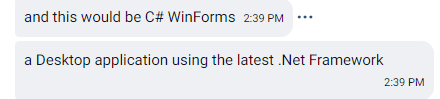 and this would be C# WinForms 2:39 PM
a Desktop application using the latest .Net Framework
2:39 PM